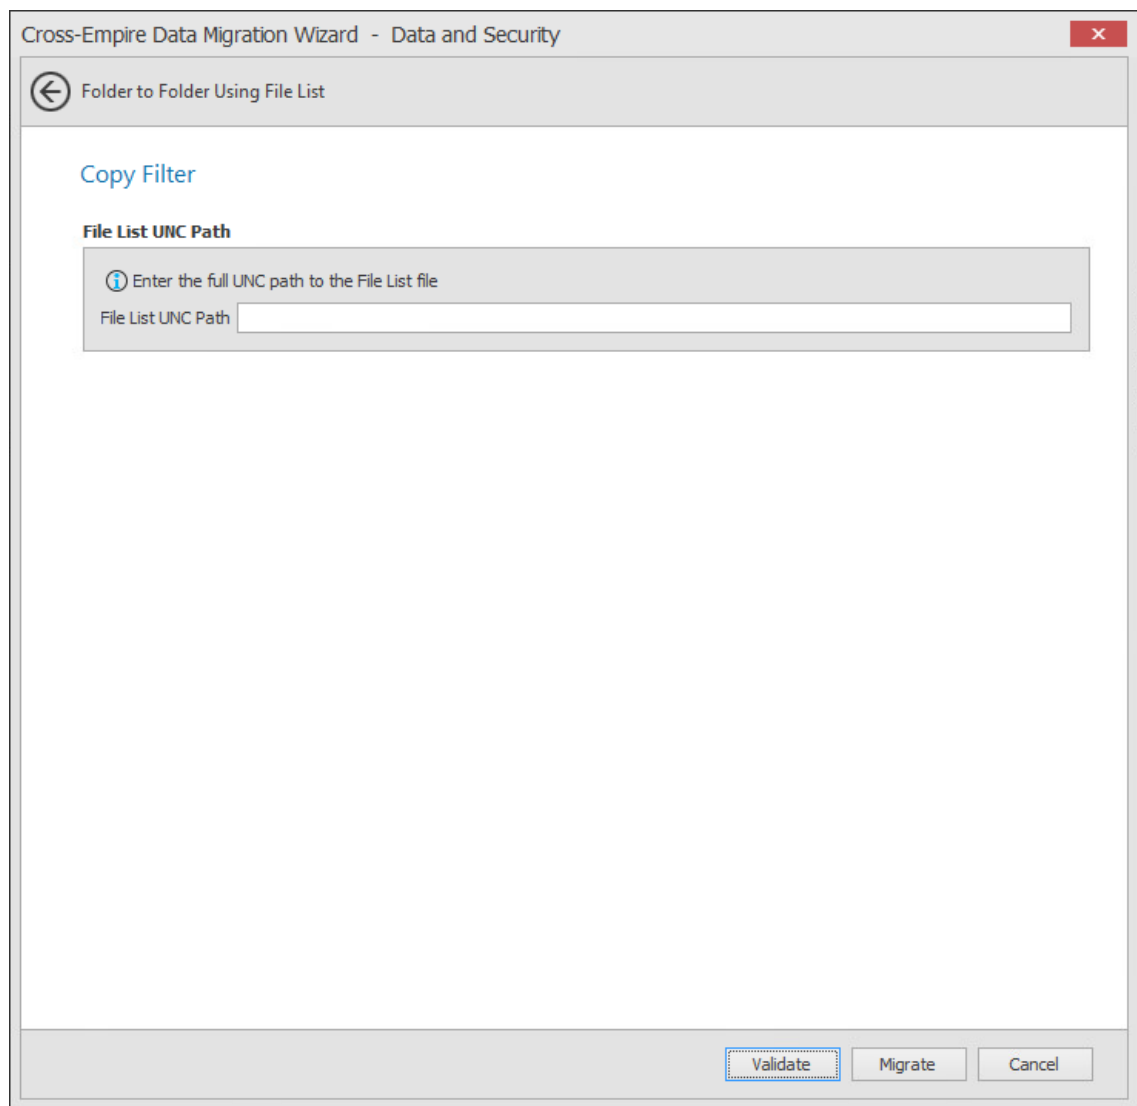 Cross-Empire Data Migration Wizard - Data and Security
Folder to Folder Using File List
Copy Filter
File List UNC Path
Enter the full UNC path to the File List file
File List UNC Path
Validate Migrate Cancel